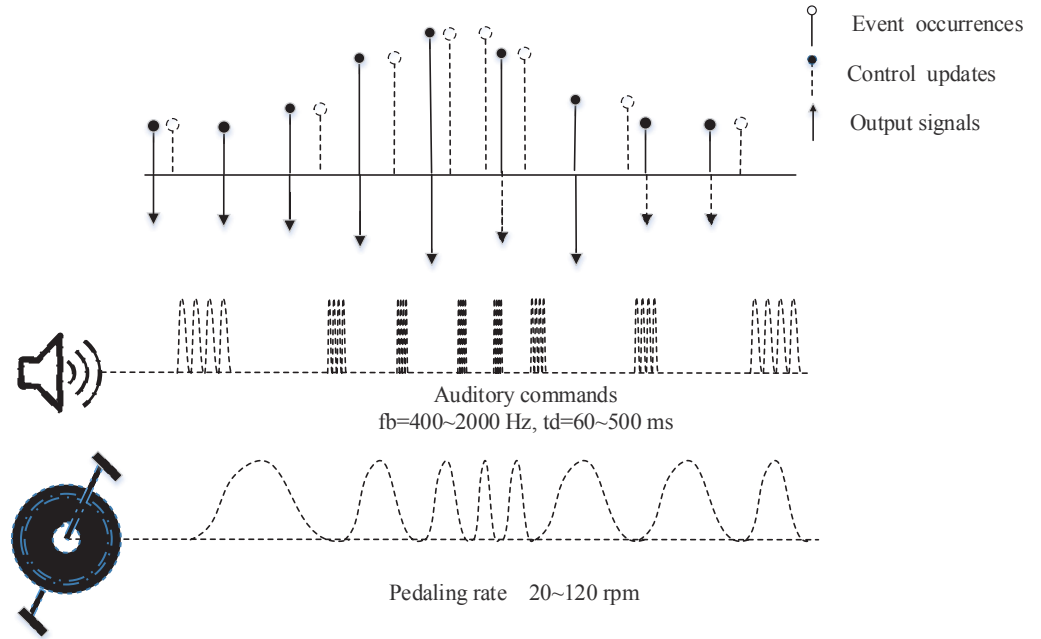 Event occurrences
Control updates
Output signals
Auditory commands
fb=400~2000 Hz, td=60~500 ms
Pedaling rate 20~120 rpm